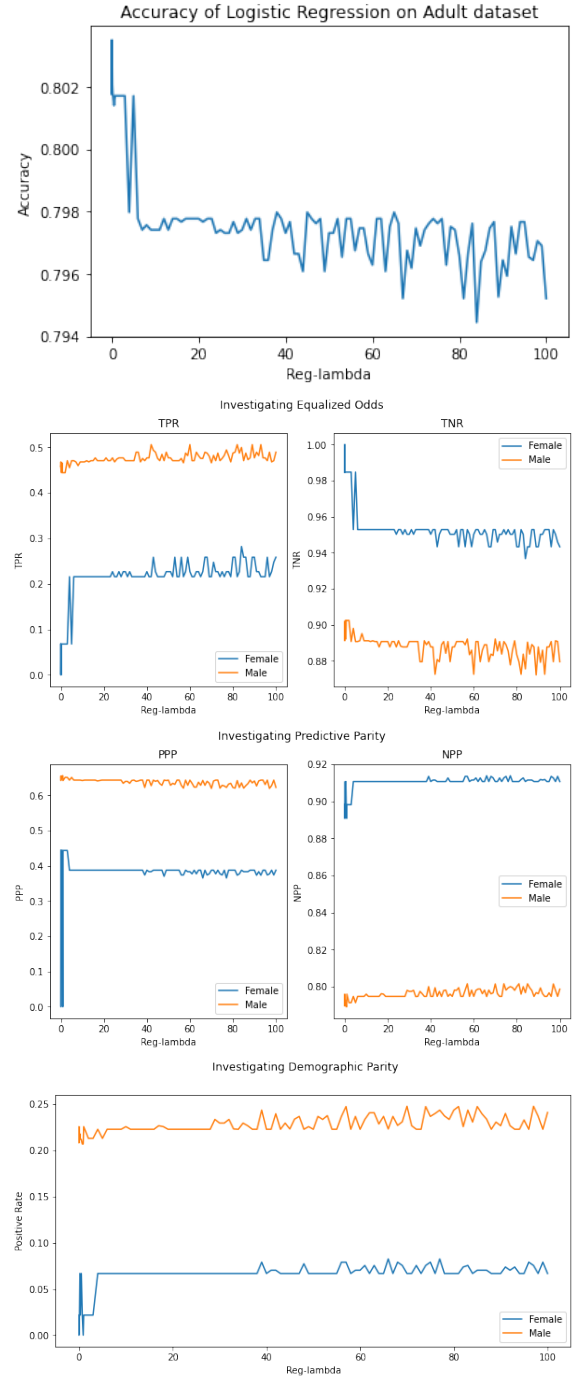 Accuracy of Logistic Regression on Adult dataset
0.802
0.800
0.798
0.796
0.794
Accuracy
0 20 40 60 80 100
Reg-lambda
Investigating Equalized Odds
TPR
0.5
0.4
0.3
0.2
0.1
0.0
TPR
Female
Male
0 20 40 60 80 100
Reg-lambda
TNR
1.00
0.98
0.96
0.94
0.92
0.90
0.88
TNR
Female
Male
0 20 40 60 80 100
Reg-lambda
Investigating Predictive Parity
PPP
0.6
0.5
0.4
0.3
0.2
0.1
0.0
PPP
Female
Male
0 20 40 60 80 100
Reg-lambda
NPP
0.92
0.90
0.88
0.86
0.84
0.82
0.80
NPP
Female
Male
0 20 40 60 80 100
Reg-lambda
Investigating Demographic Parity
0.25
0.20
0.15
0.10
0.05
0.00
Positive Rate
Female
Male
0 20 40 60 80 100
Reg-lambda